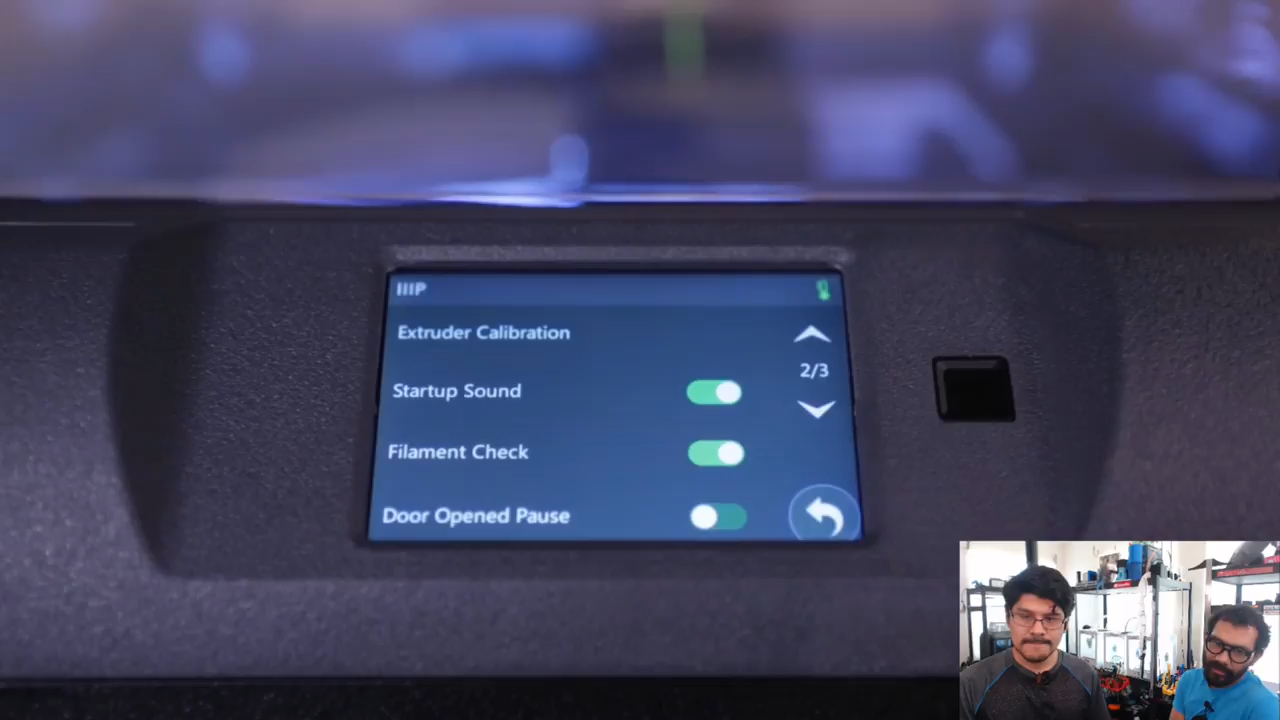 IIIP
Extruder Calibration
2/3
Startup Sound
Filament Check
Door Opened Pause